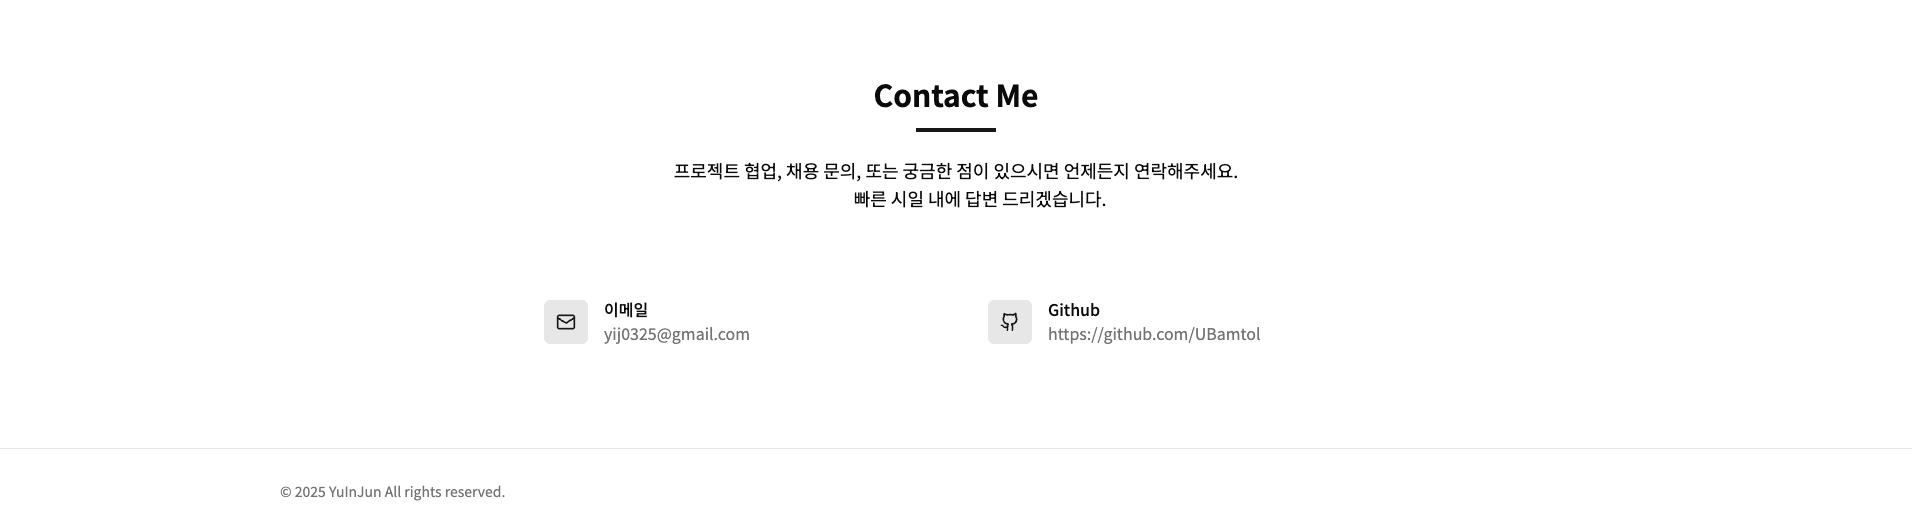 Contact Me
프로젝트 협업, 채용 문의, 또는 궁금한 점이 있으시면 언제든지 연락해주세요.
빠른 시일 내에 답변 드리겠습니다.
이메일
yij0325@gmail.com
Github
https://github.com/UBamtol
© 2025 YuInJun All rights reserved.